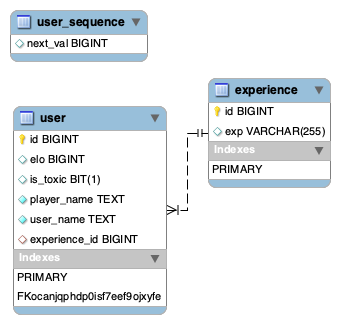 user_sequence
next_val BIGINT
experience
id BIGINT
exp VARCHAR(255)
Indexes
PRIMARY
user
id BIGINT
elo BIGINT
is_toxic BIT(1)
player_name TEXT
user_name TEXT
experience_id BIGINT
Indexes
PRIMARY
FKocanjqphdp0isf7eef9ojxyfe